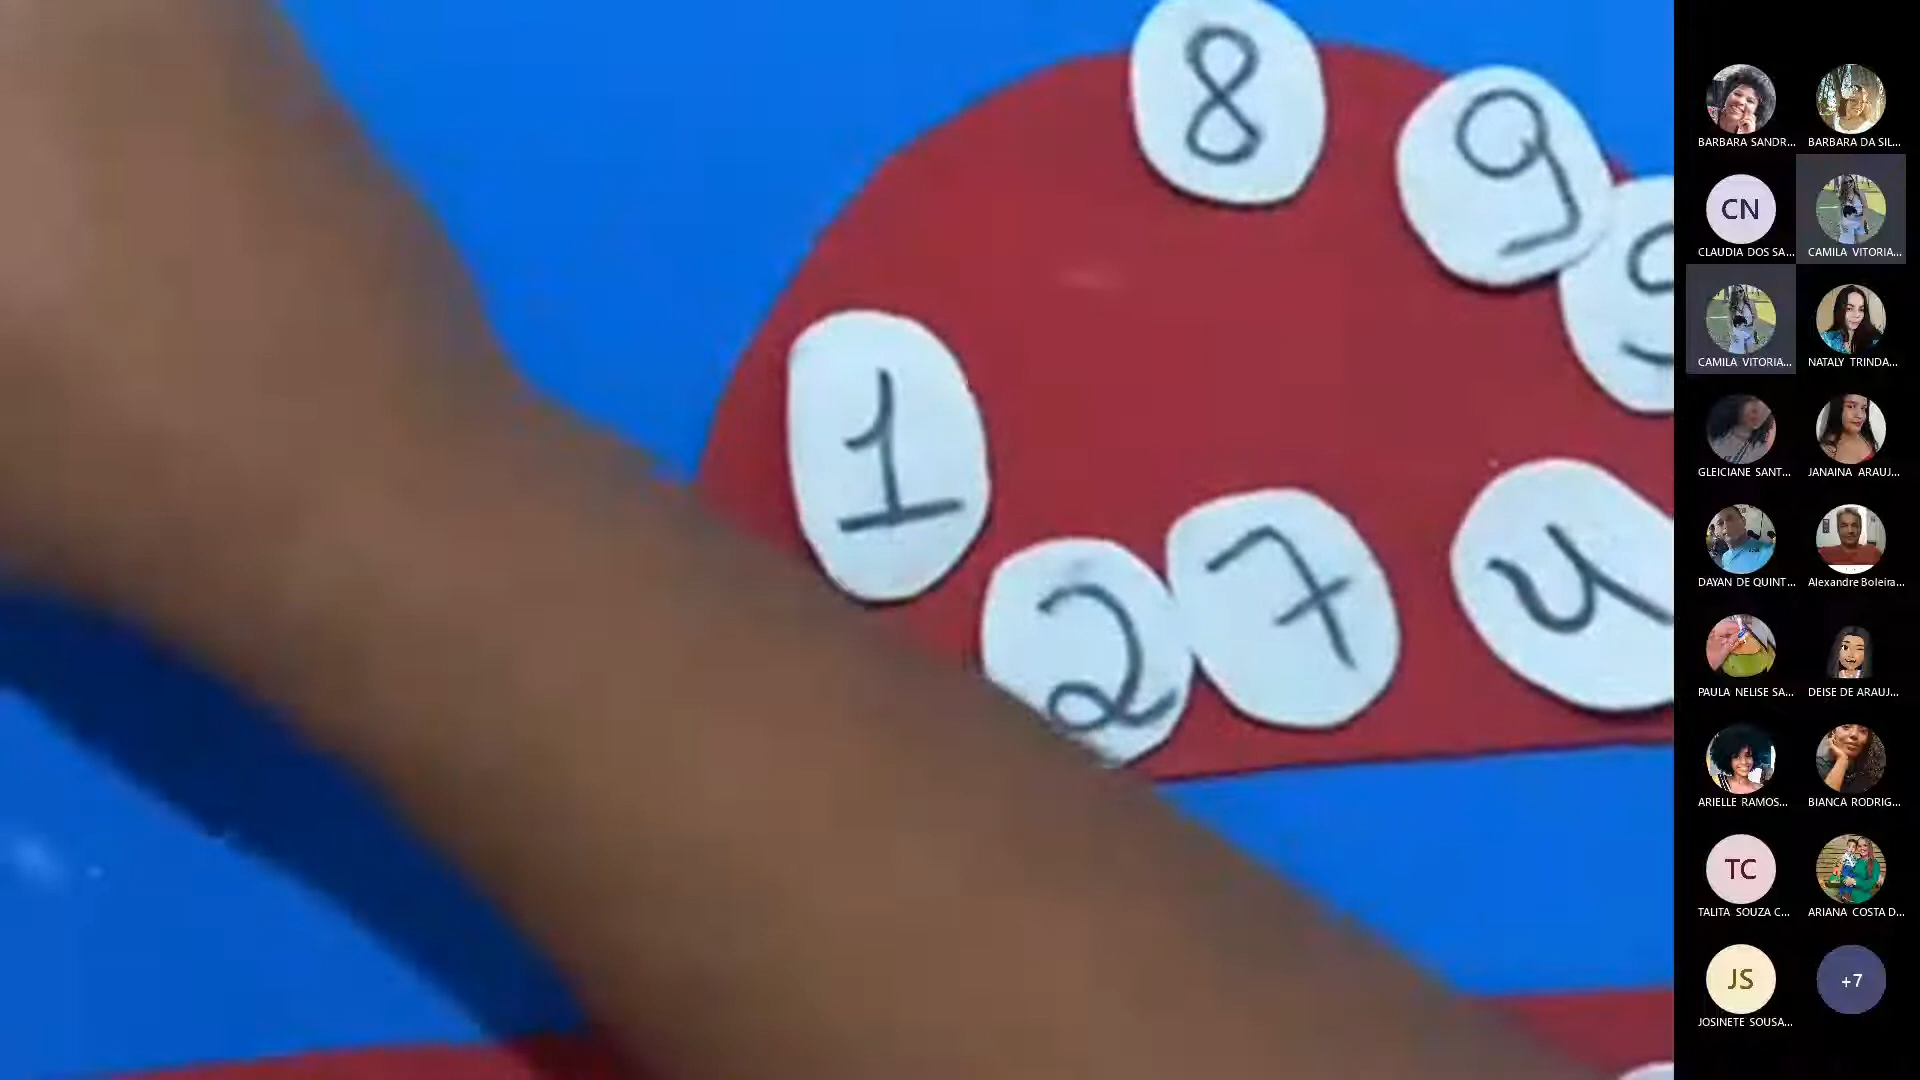 8
9
9
1
2
7
4
BARBARA SANDR...
BARBARA DA SIL...
CN
CLAUDIA DOS SA...
CAMILA VITORIA...
CAMILA VITORIA...
NATALY TRINDA...
GLEICIANE SANT...
JANAINA ARAUJ...
DAYAN DE QUINT...
Alexandre Boleira...
PAULA NELISE SA...
DEISE DE ARAUJ...
ARIELLE RAMOS...
BIANCA RODRIG...
TC
TALITA SOUZA C...
ARIANA COSTA D...
JS
+7
JOSINETE SOUSA...